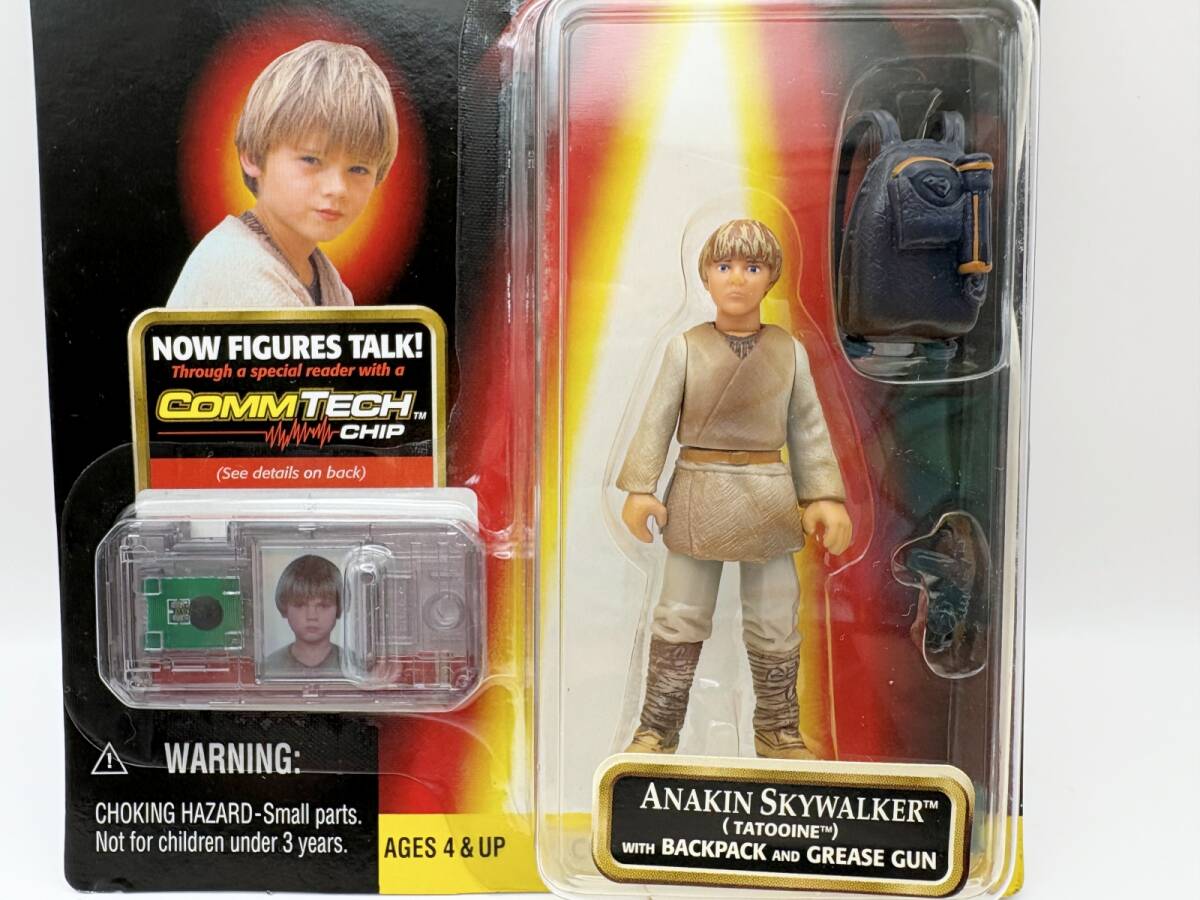 NOW FIGURES TALK!
Through a special reader with a
COMMTECH™
CHIP
(See details on back)
WARNING:
CHOKING HAZARD-Small parts.
Not for children under 3 years.
AGES 4 & UP
ANAKIN SKYWALKER™
(TATOOINE™)
WITH BACKPACK AND GREASE GUN